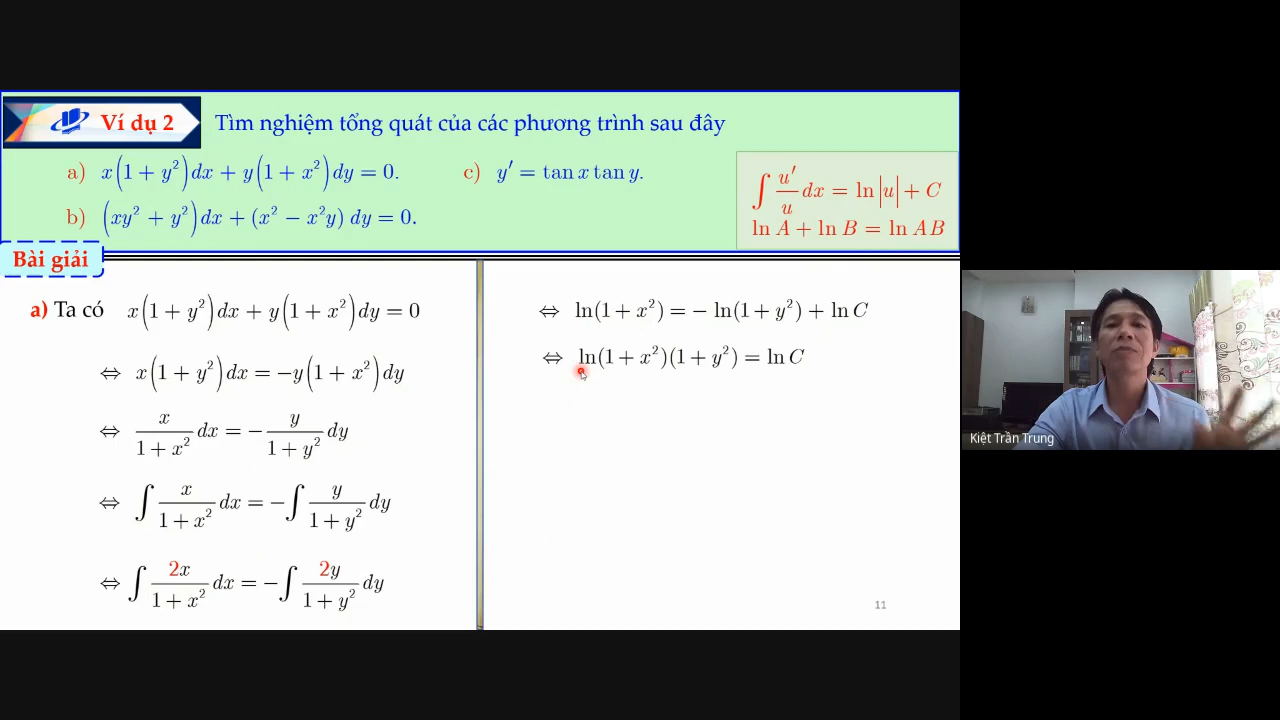 Ví dụ 2 Tìm nghiệm tổng quát của các phương trình sau đây
a) x(1 + y²)dx + y(1 + x²)dy = 0. c) y′ = tan x tan y.
b) (xy² + y²)dx + (x² − x²y) dy = 0.
∫ u′/u dx = ln|u| + C
ln A + ln B = ln AB
Bài giải
a) Ta có x(1 + y²)dx + y(1 + x²)dy = 0
⇔ x(1 + y²)dx = −y(1 + x²)dy
⇔ x/(1 + x²) dx = − y/(1 + y²) dy
⇔ ∫ x/(1 + x²) dx = −∫ y/(1 + y²) dy
⇔ ∫ 2x/(1 + x²) dx = −∫ 2y/(1 + y²) dy
⇔ ln(1 + x²) = − ln(1 + y²) + ln C
⇔ ln(1 + x²)(1 + y²) = ln C
11
Kiệt Trần Trung